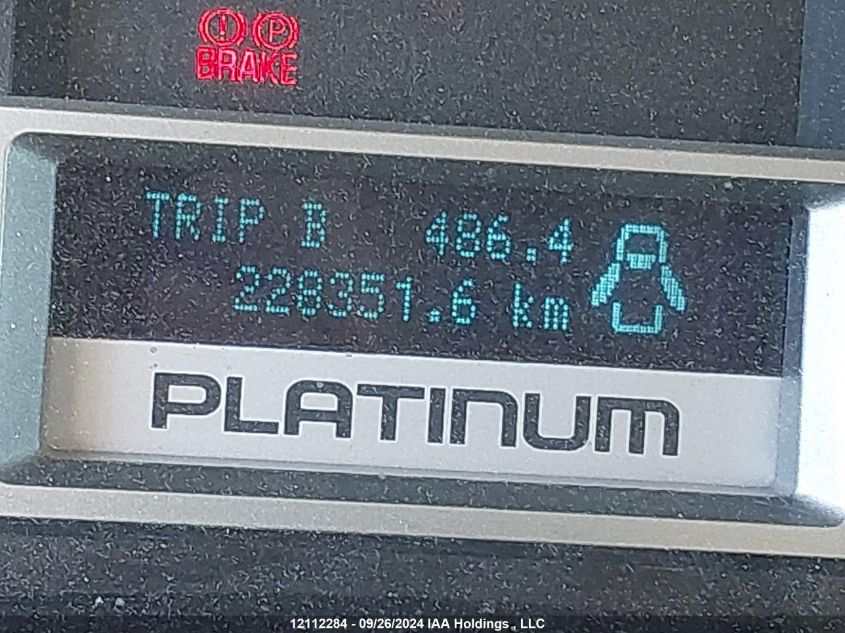 ! P
BRAKE
TRIP B 486.4
228351.6 km
PLATINUM
12112284 - 09/26/2024 IAA Holdings , LLC